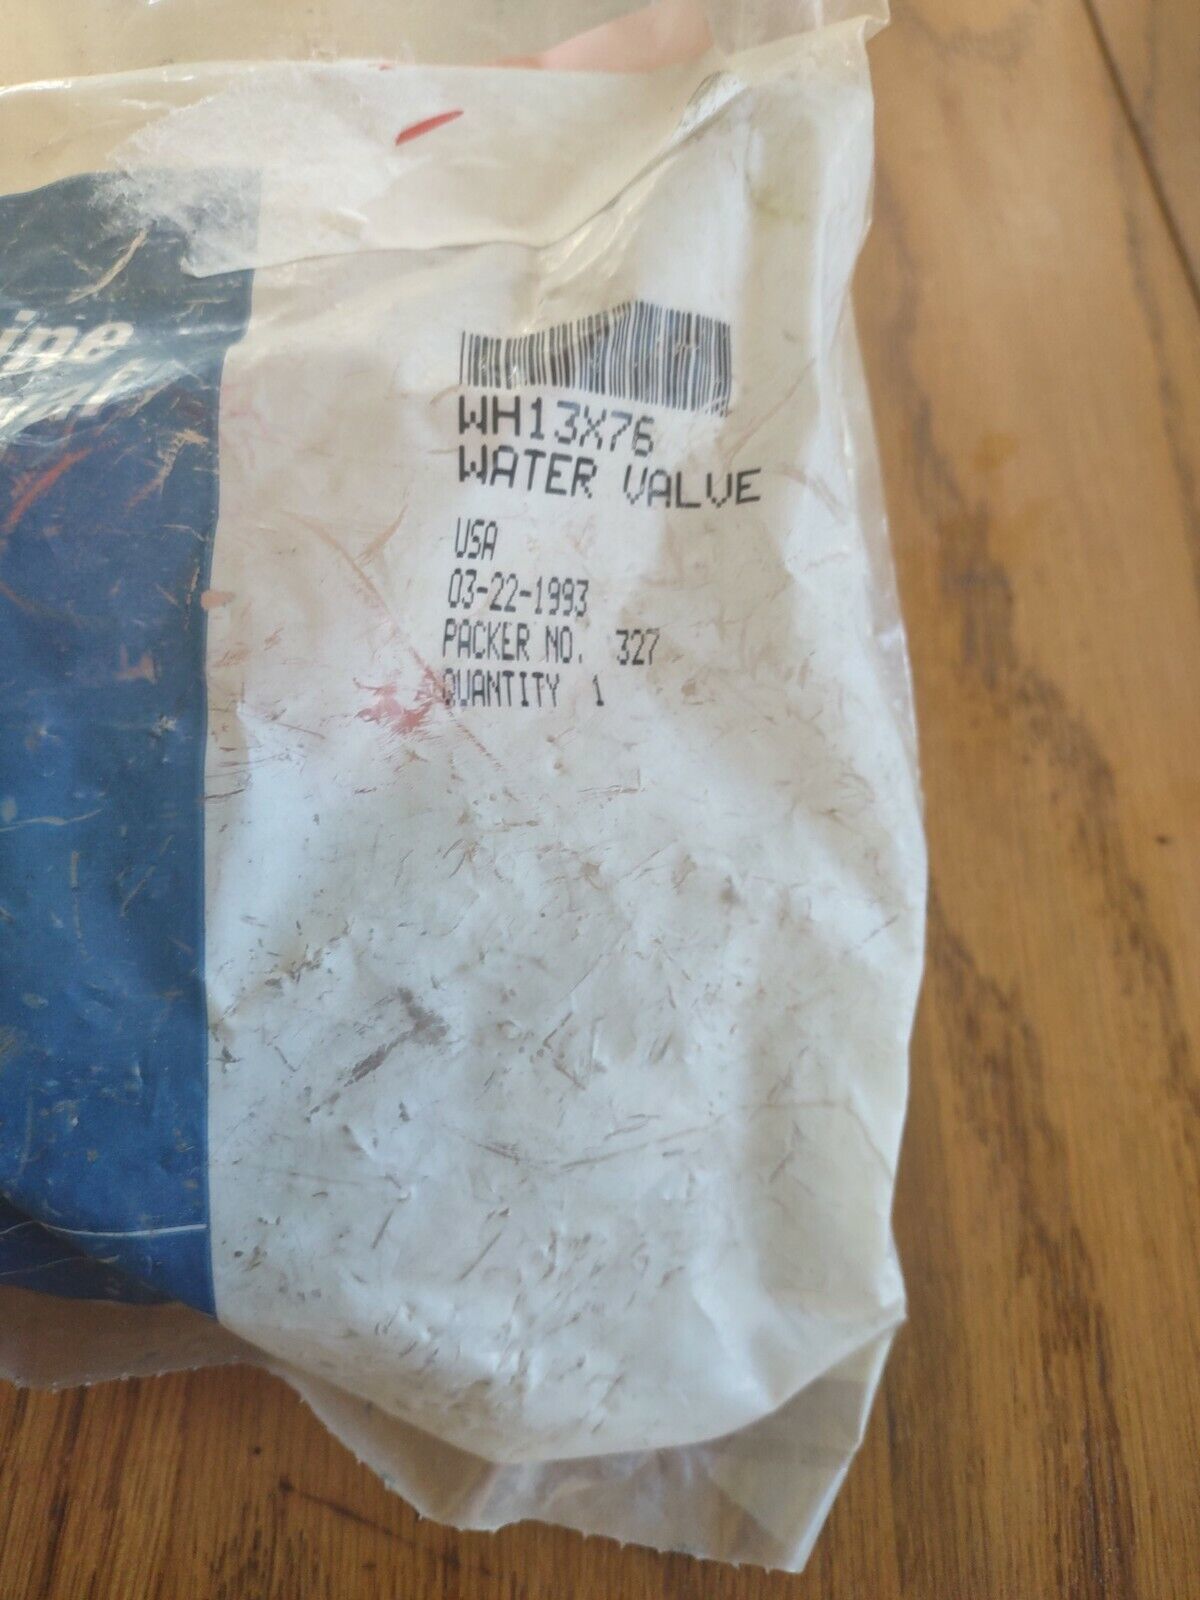 WH13X76
WATER VALVE
USA
03-22-1993
PACKER NO. 327
QUANTITY 1